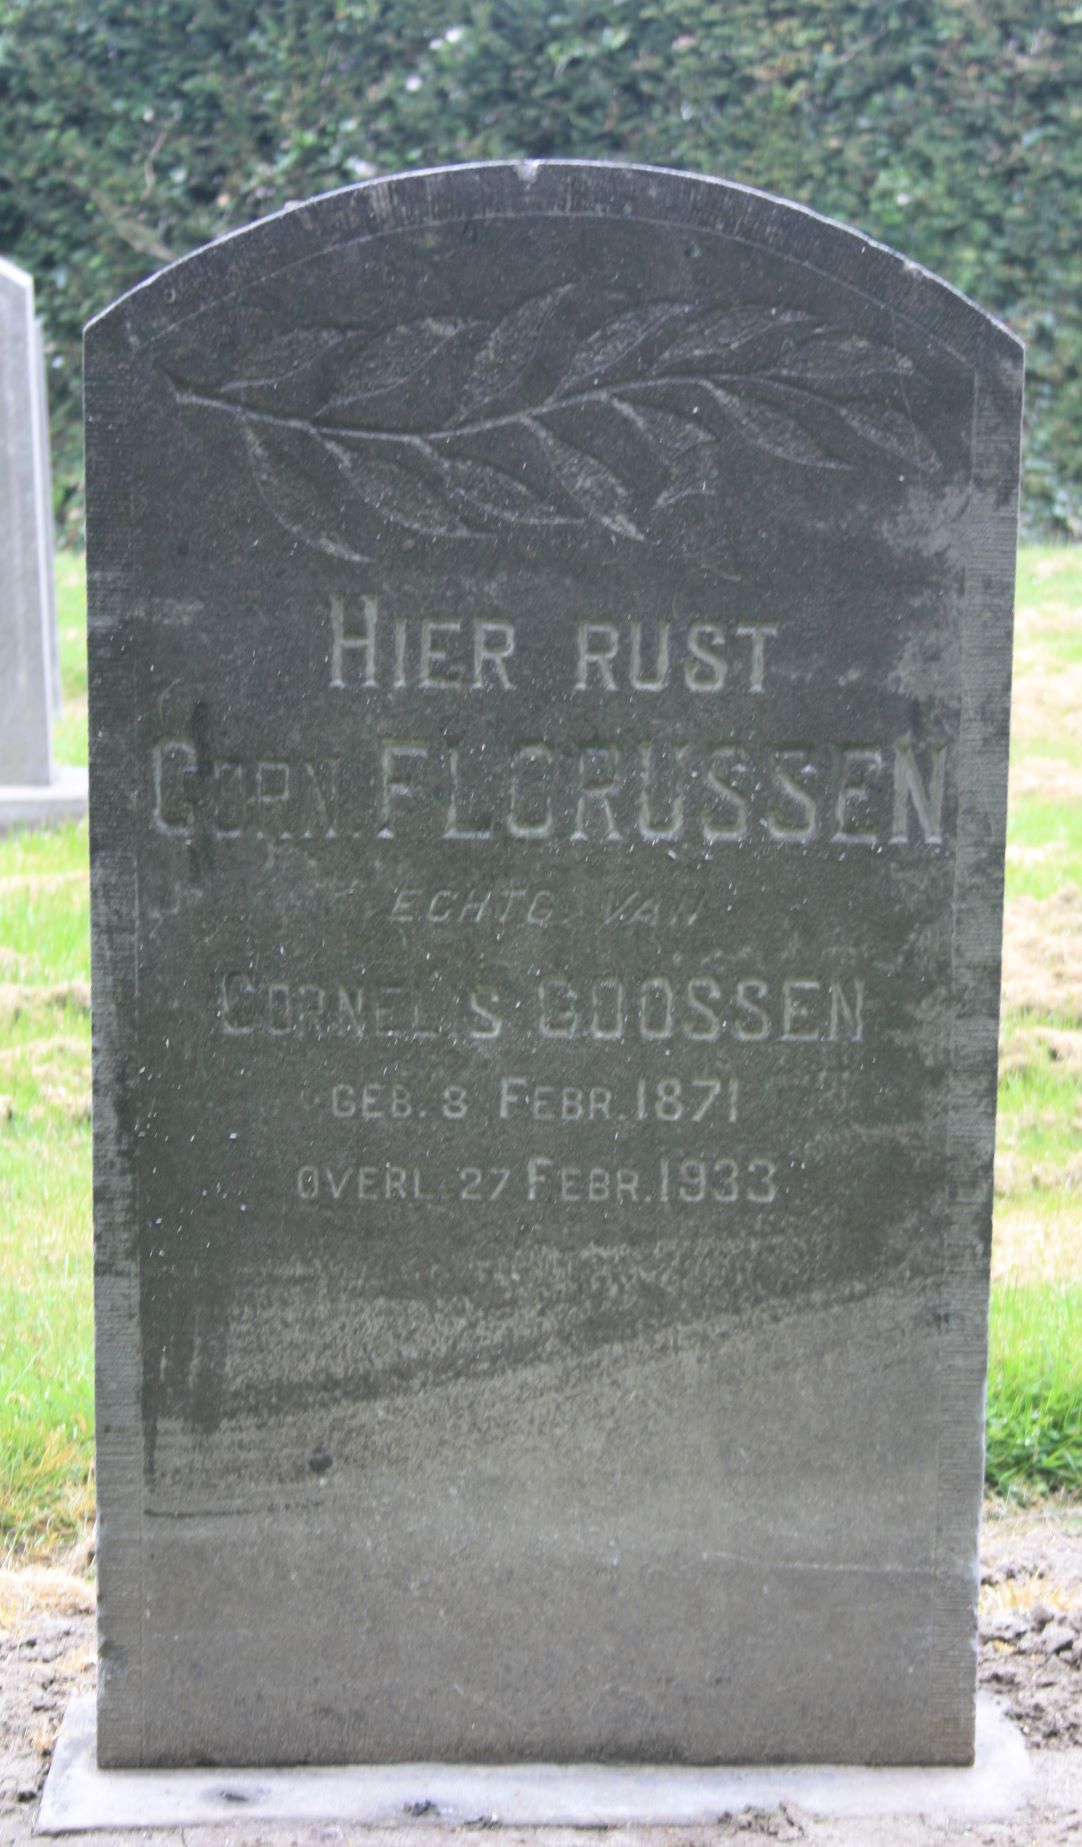 HIER RUST
CORN. FLORUSSEN
ECHTG. VAN
CORNELIS GOOSSEN
GEB. 8 FEBR. 1871
OVERL. 27 FEBR. 1933